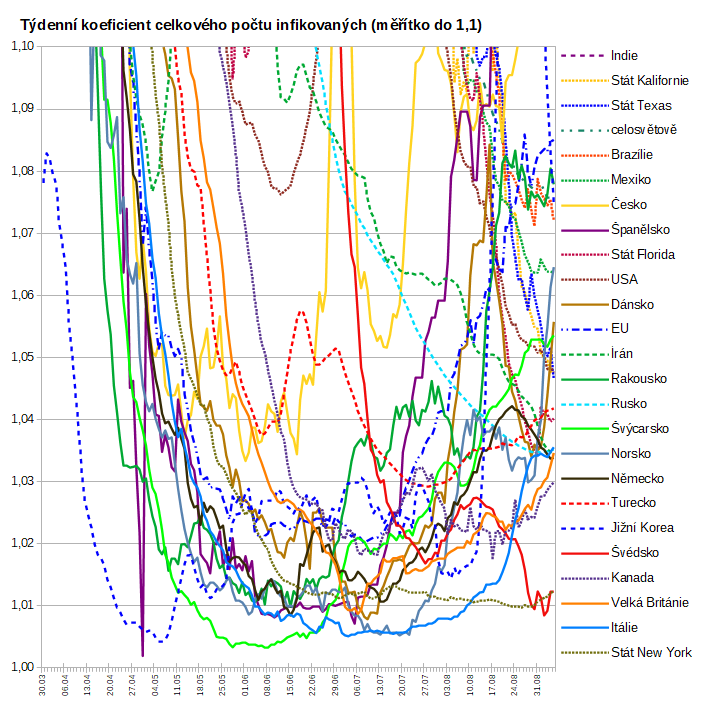 Týdenní koeficient celkového počtu infikovaných (měřítko do 1,1)
1,10
1,09
1,08
1,07
1,06
1,05
1,04
1,03
1,02
1,01
1,00
30.03
06.04
13.04
20.04
27.04
04.05
11.05
18.05
25.05
01.06
08.06
15.06
22.06
29.06
06.07
13.07
20.07
27.07
03.08
10.08
17.08
24.08
31.08
Indie
Stát Kalifornie
Stát Texas
celosvětově
Brazílie
Mexiko
Česko
Španělsko
Stát Florida
USA
Dánsko
EU
Írán
Rakousko
Rusko
Švýcarsko
Norsko
Německo
Turecko
Jižní Korea
Švédsko
Kanada
Velká Británie
Itálie
Stát New York